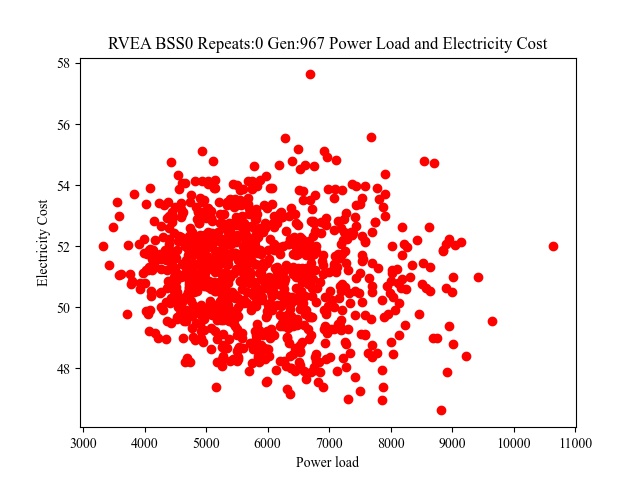 RVEA BSS0 Repeats:0 Gen:967 Power Load and Electricity Cost
58
56
54
52
50
48
Electricity Cost
3000 4000 5000 6000 7000 8000 9000 10000 11000
Power load